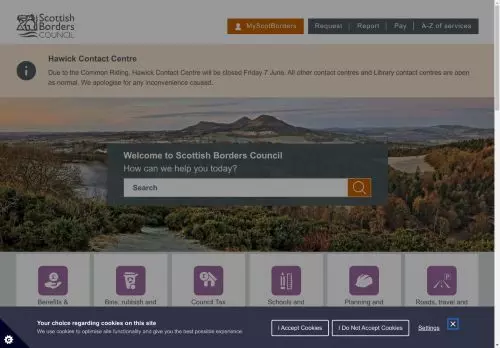 Scottish
Borders
COUNCIL
MyScotBorders
Request
Report
Pay
A-Z of services
Hawick Contact Centre
Due to the Common Riding, Hawick Contact Centre will be closed Friday 7 June. All other contact centres and Library contact centres are open
as normal. We apologise for any inconvenience caused.
Welcome to Scottish Borders Council
How can we help you today?
Search
Benefits &
Bins, rubbish and
Council Tax
Schools and
Planning and
Roads, travel and
Your choice regarding cookies on this site
We use cookies to optimise site functionality and give you the best possible experience.
I Accept Cookies
I Do Not Accept Cookies
Settings